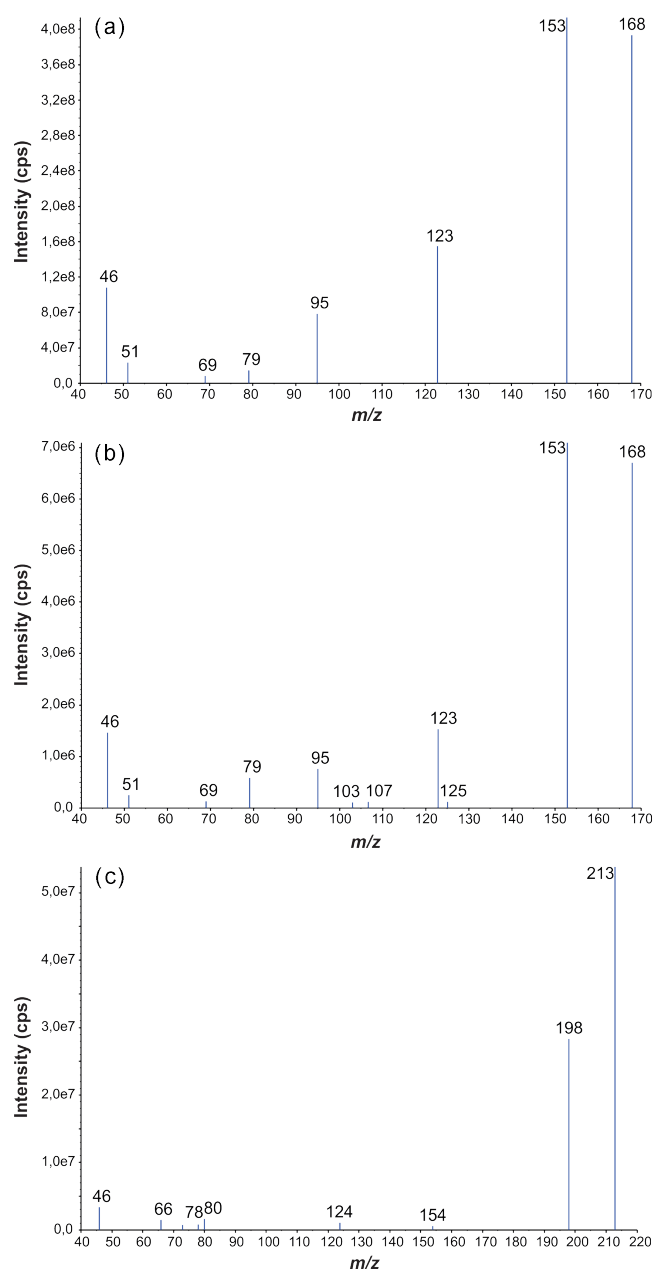 (a)
4,0e8
3,6e8
3,2e8
2,8e8
2,4e8
2,0e8
1,6e8
1,2e8
8,0e7
4,0e7
0,0
Intensity (cps)
46
51
69
79
95
123
153
168
40 50 60 70 80 90 100 110 120 130 140 150 160 170
m/z
(b)
7,0e6
6,0e6
5,0e6
4,0e6
3,0e6
2,0e6
1,0e6
0,0
Intensity (cps)
46
51
69
79
95
103
107
123
125
153
168
40 50 60 70 80 90 100 110 120 130 140 150 160 170
m/z
(c)
5,0e7
4,0e7
3,0e7
2,0e7
1,0e7
0,0
Intensity (cps)
46
66
78
80
124
154
198
213
40 50 60 70 80 90 100 110 120 130 140 150 160 170 180 190 200 210 220
m/z